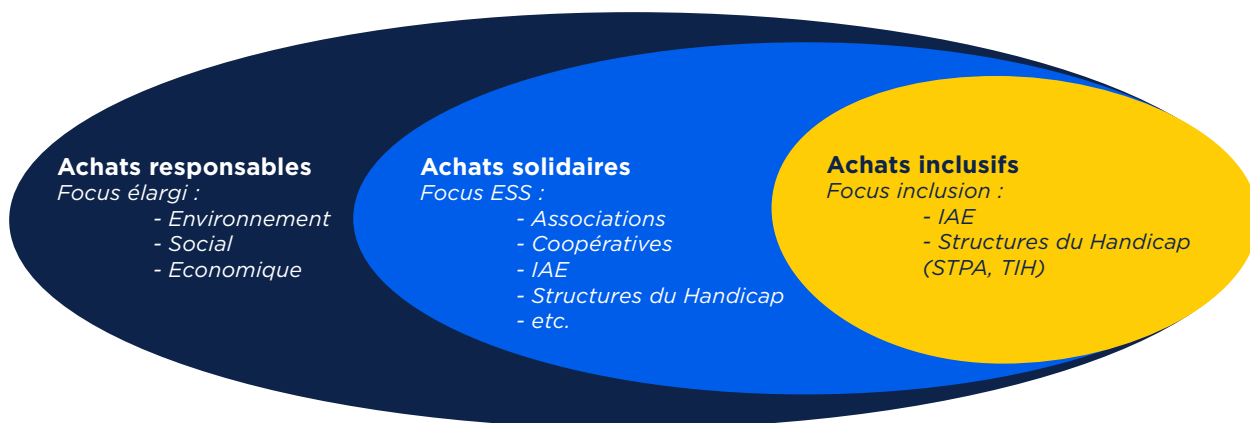 Achats responsables
Focus élargi :
- Environnement
- Social
- Economique
Achats solidaires
Focus ESS :
- Associations
- Coopératives
- IAE
- Structures du Handicap
- etc.
Achats inclusifs
Focus inclusion :
- IAE
- Structures du Handicap
(STPA, TIH)